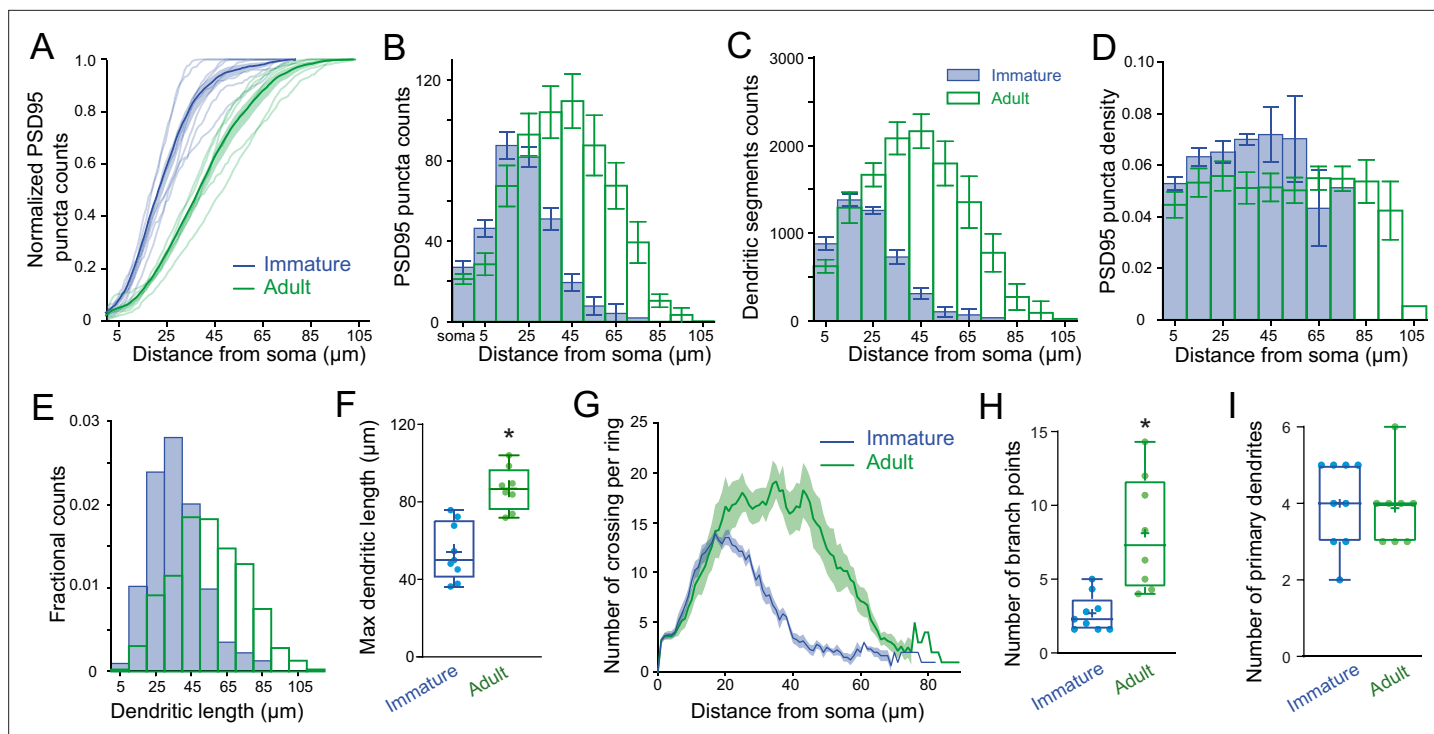 A
Normalized PSD95
puncta counts
1.0
0.8
0.6
0.4
0.2
0
5 25 45 65 85 105
Distance from soma (µm)
Immature
Adult
B
PSD95 puncta counts
120
80
40
0
soma 5 25 45 65 85 105
Distance from soma (µm)
C
Dendritic segments counts
3000
2000
1000
0
5 25 45 65 85 105
Distance from soma (µm)
Immature
Adult
D
PSD95 puncta density
0.10
0.08
0.06
0.04
0.02
0.00
5 25 45 65 85 105
Distance from soma (µm)
E
Fractional counts
0.03
0.02
0.01
0
5 25 45 65 85 105
Dendritic length (µm)
F
Max dendritic length (µm)
120
80
40
0
*
Immature
Adult
G
Number of crossing per ring
25
20
15
10
5
0
0 20 40 60 80
Distance from soma (µm)
Immature
Adult
H
Number of branch points
15
10
5
0
*
Immature
Adult
I
Number of primary dendrites
6
4
2
0
Immature
Adult